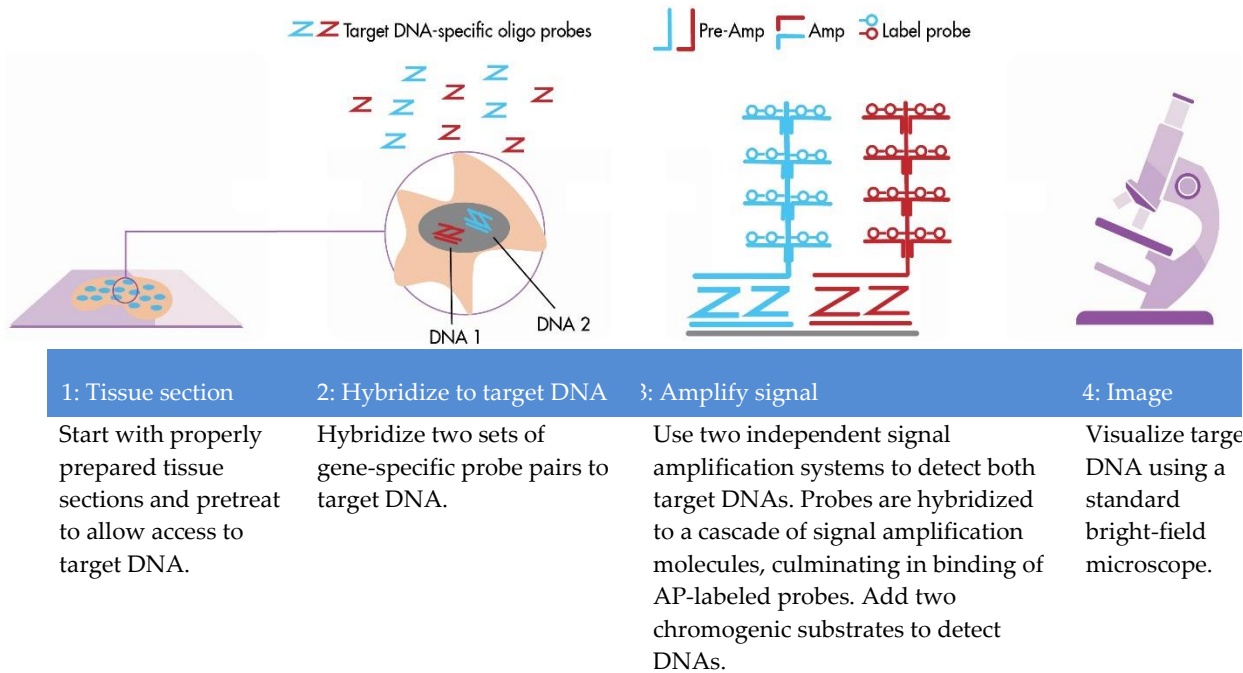 Target DNA-specific oligo probes
Pre-Amp
Amp
Label probe
DNA 1
DNA 2
1: Tissue section
2: Hybridize to target DNA
3: Amplify signal
4: Image
Start with properly
prepared tissue
sections and pretreat
to allow access to
target DNA.
Hybridize two sets of
gene-specific probe pairs to
target DNA.
Use two independent signal
amplification systems to detect both
target DNAs. Probes are hybridized
to a cascade of signal amplification
molecules, culminating in binding of
AP-labeled probes. Add two
chromogenic substrates to detect
DNAs.
Visualize targe
DNA using a
standard
bright-field
microscope.